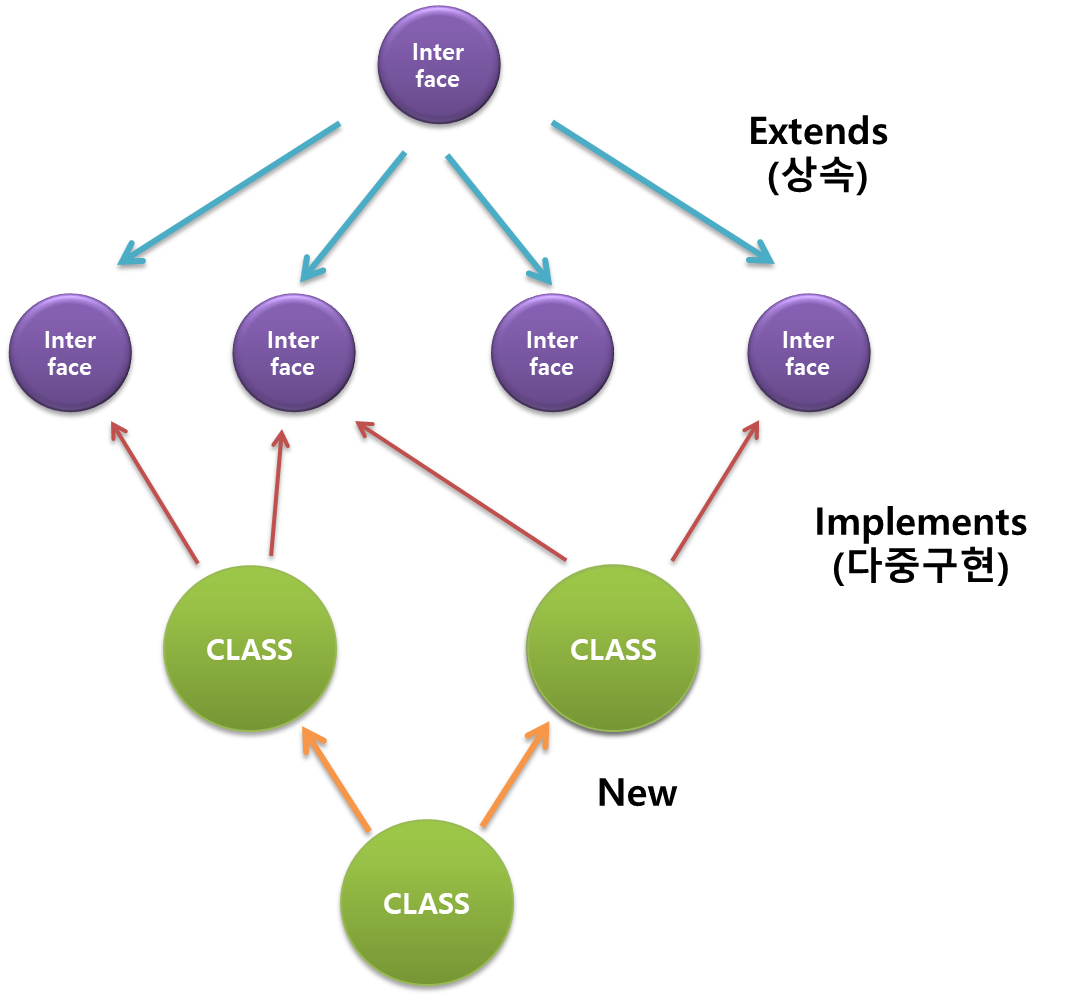 Inter
face
Extends
(상속)
Inter
face
Inter
face
Inter
face
Inter
face
Implements
(다중구현)
CLASS
CLASS
New
CLASS